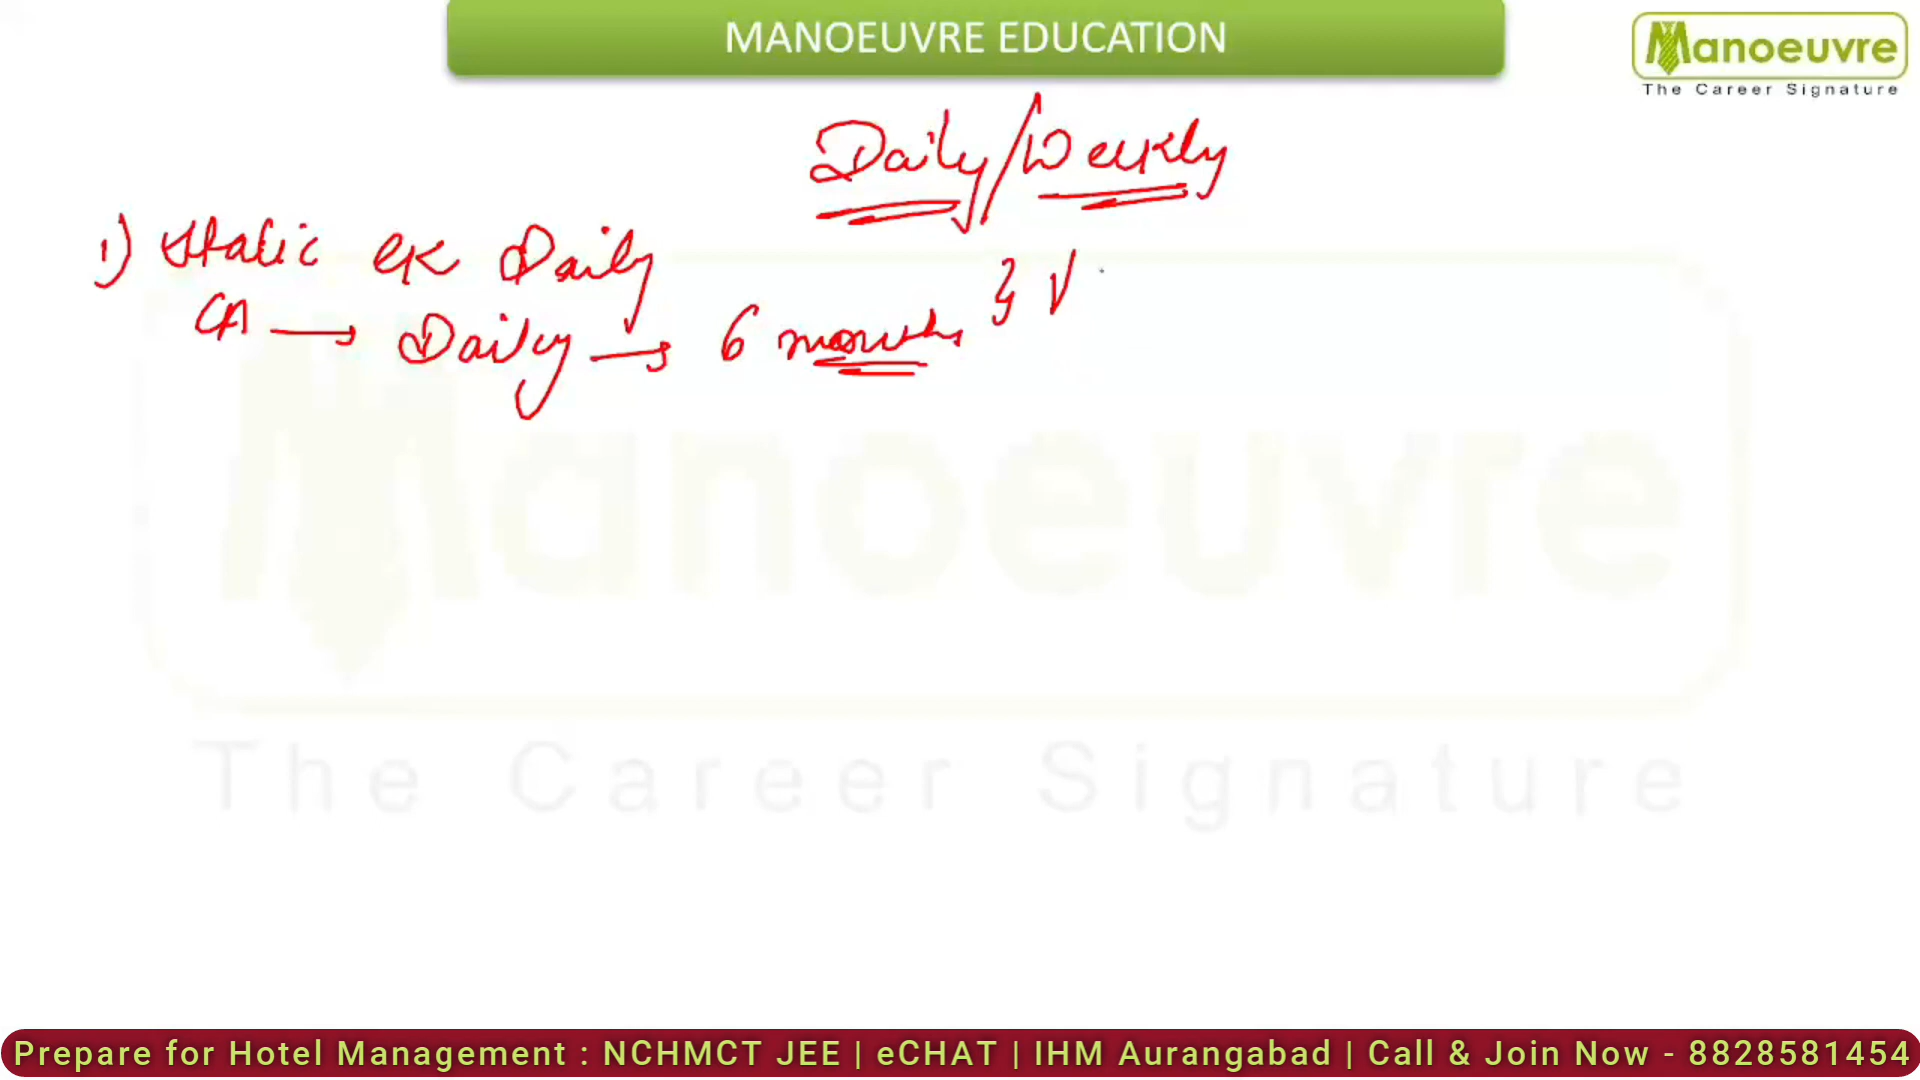 MANOEUVRE EDUCATION
Manoeuvre
The Career Signature
Daily/Weekly
1) Static GK Daily
CA → Daily → 6 months } V
Manoeuvre
The Career Signature
Prepare for Hotel Management : NCHMCT JEE | eCHAT | IHM Aurangabad | Call & Join Now - 8828581454